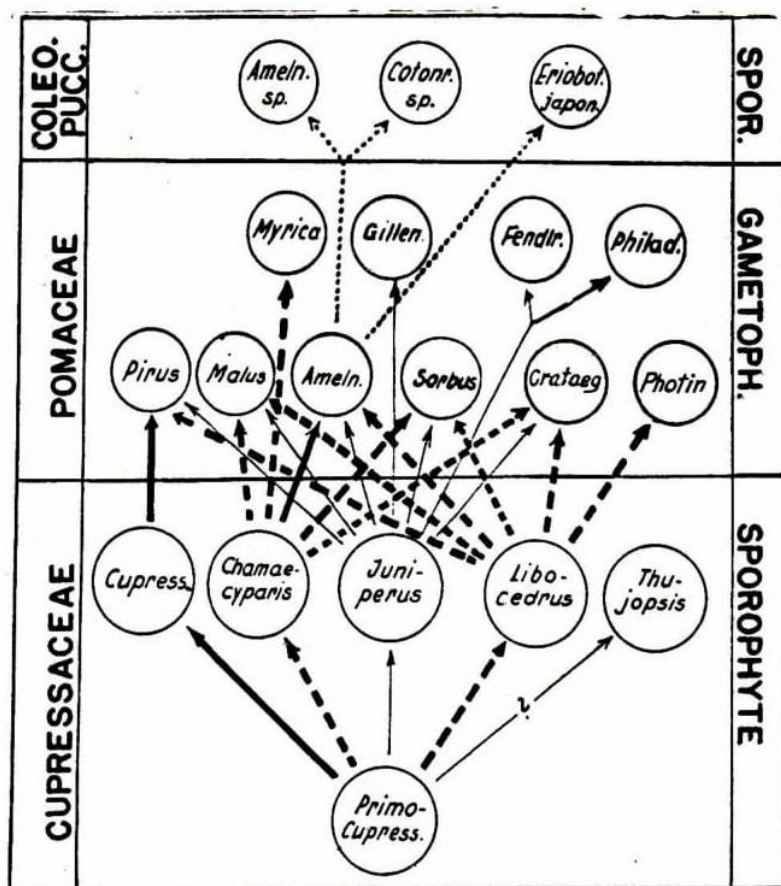 COLEO.
PUCC.
Ameln.
sp.
Cotonr.
sp.
Eriobot.
japon.
SPOR.
POMACEAE
Myrica
Gillen.
Fendlr.
Philad.
GAMETOPH.
Pirus
Malus
Ameln.
Sorbus
Crataeg
Photin
CUPRESSACEAE
Cupress.
Chamae-
cyparis
Juni-
perus
Libo-
cedrus
Thu-
jopsis
SPOROPHYTE
?
Primo-
Cupress.